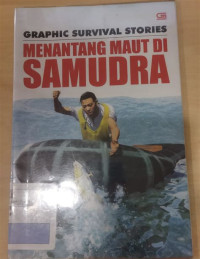 GRAPHIC SURVIVAL STORIES
MENANTANG MAUT DI
SAMUDRA